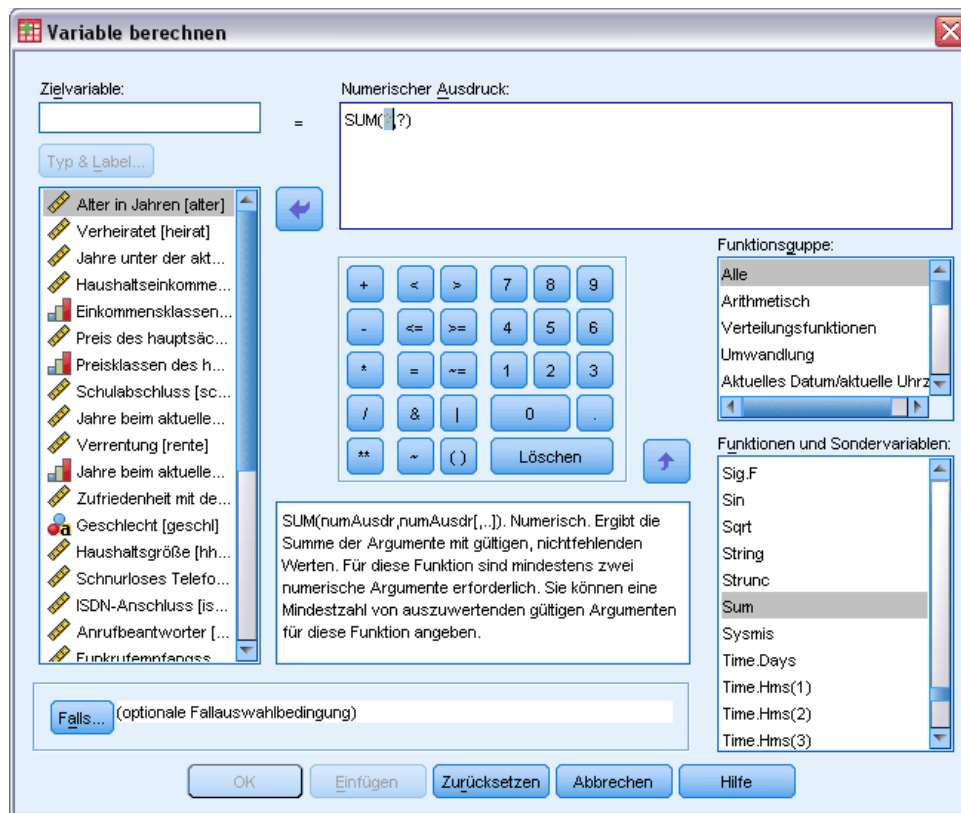 Variable berechnen
Zielvariable:
=
Typ & Label...
Numerischer Ausdruck:
SUM(?,?)
Alter in Jahren [alter]
Verheiratet [heirat]
Jahre unter der akt...
Haushaltseinkomme...
Einkommensklassen...
Preis des hauptsäc...
Preisklassen des h...
Schulabschluss [sc...
Jahre beim aktuelle...
Verrentung [rente]
Jahre beim aktuelle...
Zufriedenheit mit de...
Geschlecht [geschl]
Haushaltsgröße [hh...
Schnurloses Telefo...
ISDN-Anschluss [is...
Anrufbeantworter [...
Funkrufempfangss...
+ < > 7 8 9
- <= >= 4 5 6
* = ~= 1 2 3
/ & | 0 .
** ~ ( ) Löschen
Funktionsgruppe:
Alle
Arithmetisch
Verteilungsfunktionen
Umwandlung
Aktuelles Datum/aktuelle Uhrz
SUM(numAusdr,numAusdr[,..]). Numerisch. Ergibt die
Summe der Argumente mit gültigen, nichtfehlenden
Werten. Für diese Funktion sind mindestens zwei
numerische Argumente erforderlich. Sie können eine
Mindestzahl von auszuwertenden gültigen Argumenten
für diese Funktion angeben.
Funktionen und Sondervariablen:
Sig.F
Sin
Sqrt
String
Strunc
Sum
Sysmis
Time.Days
Time.Hms(1)
Time.Hms(2)
Time.Hms(3)
Falls... (optionale Fallauswahlbedingung)
OK Einfügen Zurücksetzen Abbrechen Hilfe